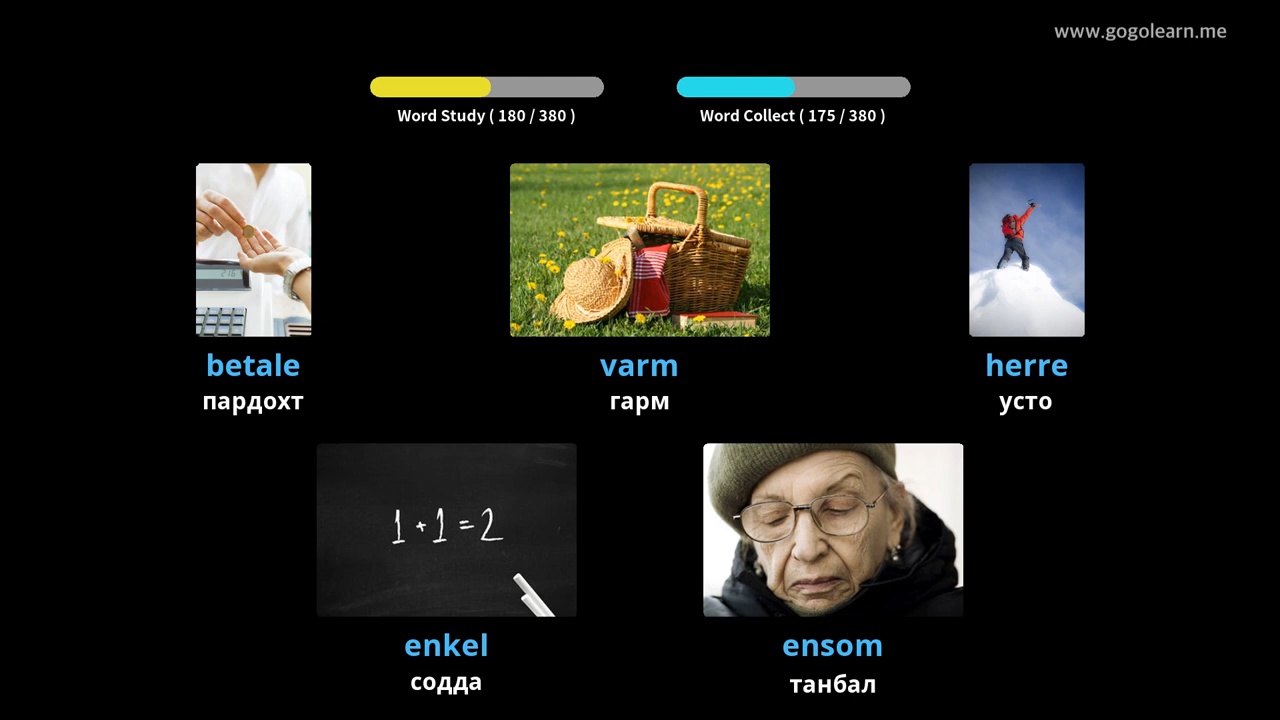 www.gogolearn.me
Word Study ( 180 / 380 )
Word Collect ( 175 / 380 )
betale
пардохт
varm
гарм
herre
усто
1 + 1 = 2
enkel
содда
ensom
танбал